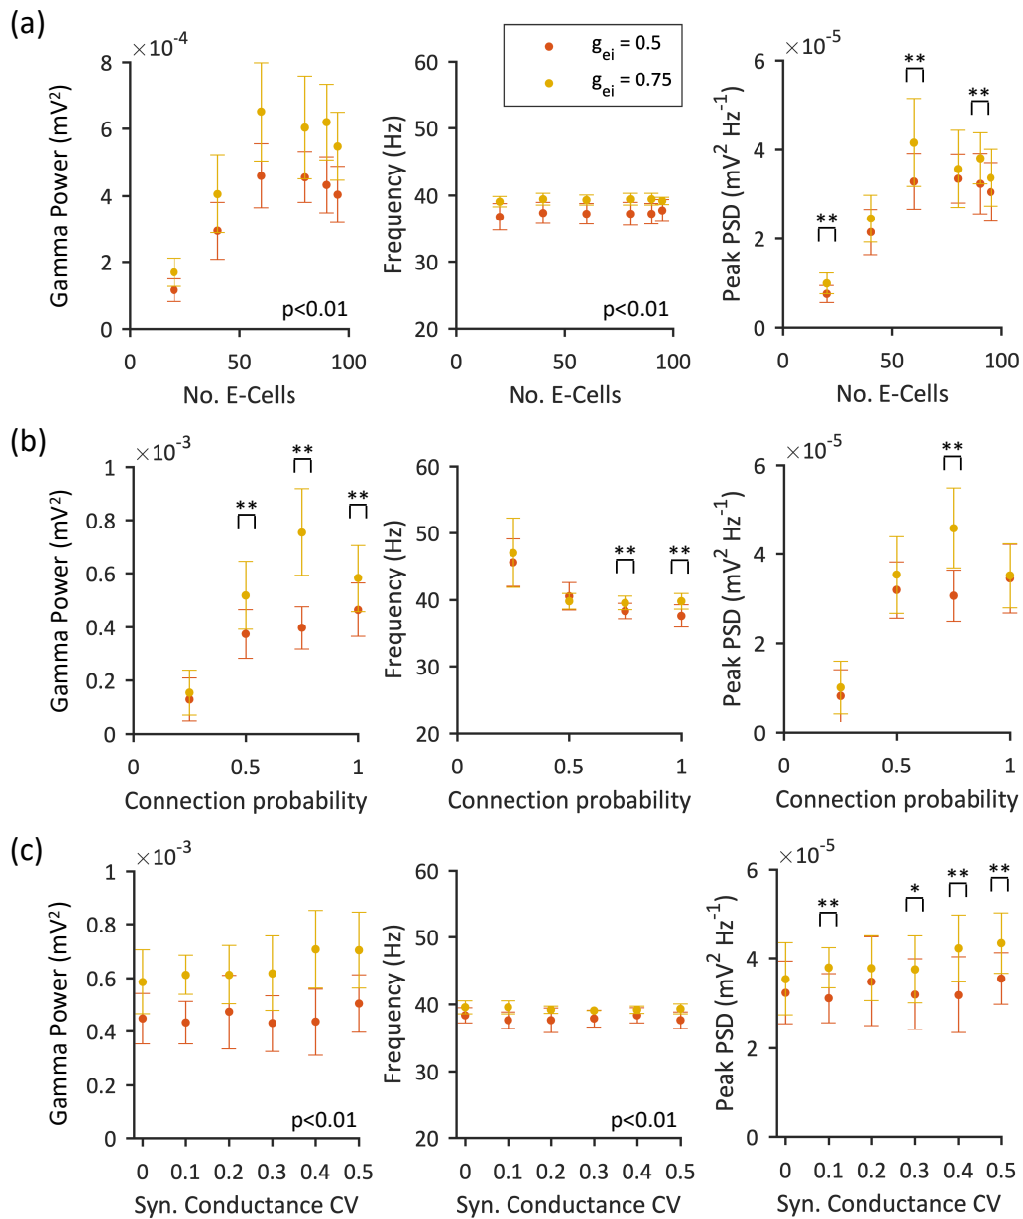 (a)
×10⁻⁴
8
6
4
2
0
Gamma Power (mV²)
0
50
100
No. E-Cells
p<0.01
60
50
40
30
20
Frequency (Hz)
0
50
100
No. E-Cells
g_ei = 0.5
g_ei = 0.75
×10⁻⁵
6
4
2
0
Peak PSD (mV² Hz⁻¹)
**
**
**
0
50
100
No. E-Cells
p<0.01
(b)
×10⁻³
1
0.8
0.6
0.4
0.2
0
Gamma Power (mV²)
**
**
**
0
0.5
1
Connection probability
60
50
40
30
20
Frequency (Hz)
**
**
0
0.5
1
Connection probability
×10⁻⁵
6
4
2
0
Peak PSD (mV² Hz⁻¹)
**
0
0.5
1
Connection probability
(c)
×10⁻³
1
0.8
0.6
0.4
0.2
0
Gamma Power (mV²)
p<0.01
0 0.1 0.2 0.3 0.4 0.5
Syn. Conductance CV
80
60
40
20
Frequency (Hz)
p<0.01
0 0.1 0.2 0.3 0.4 0.5
Syn. Conductance CV
×10⁻⁵
6
4
2
0
Peak PSD (mV² Hz⁻¹)
**
*
**
**
0 0.1 0.2 0.3 0.4 0.5
Syn. Conductance CV